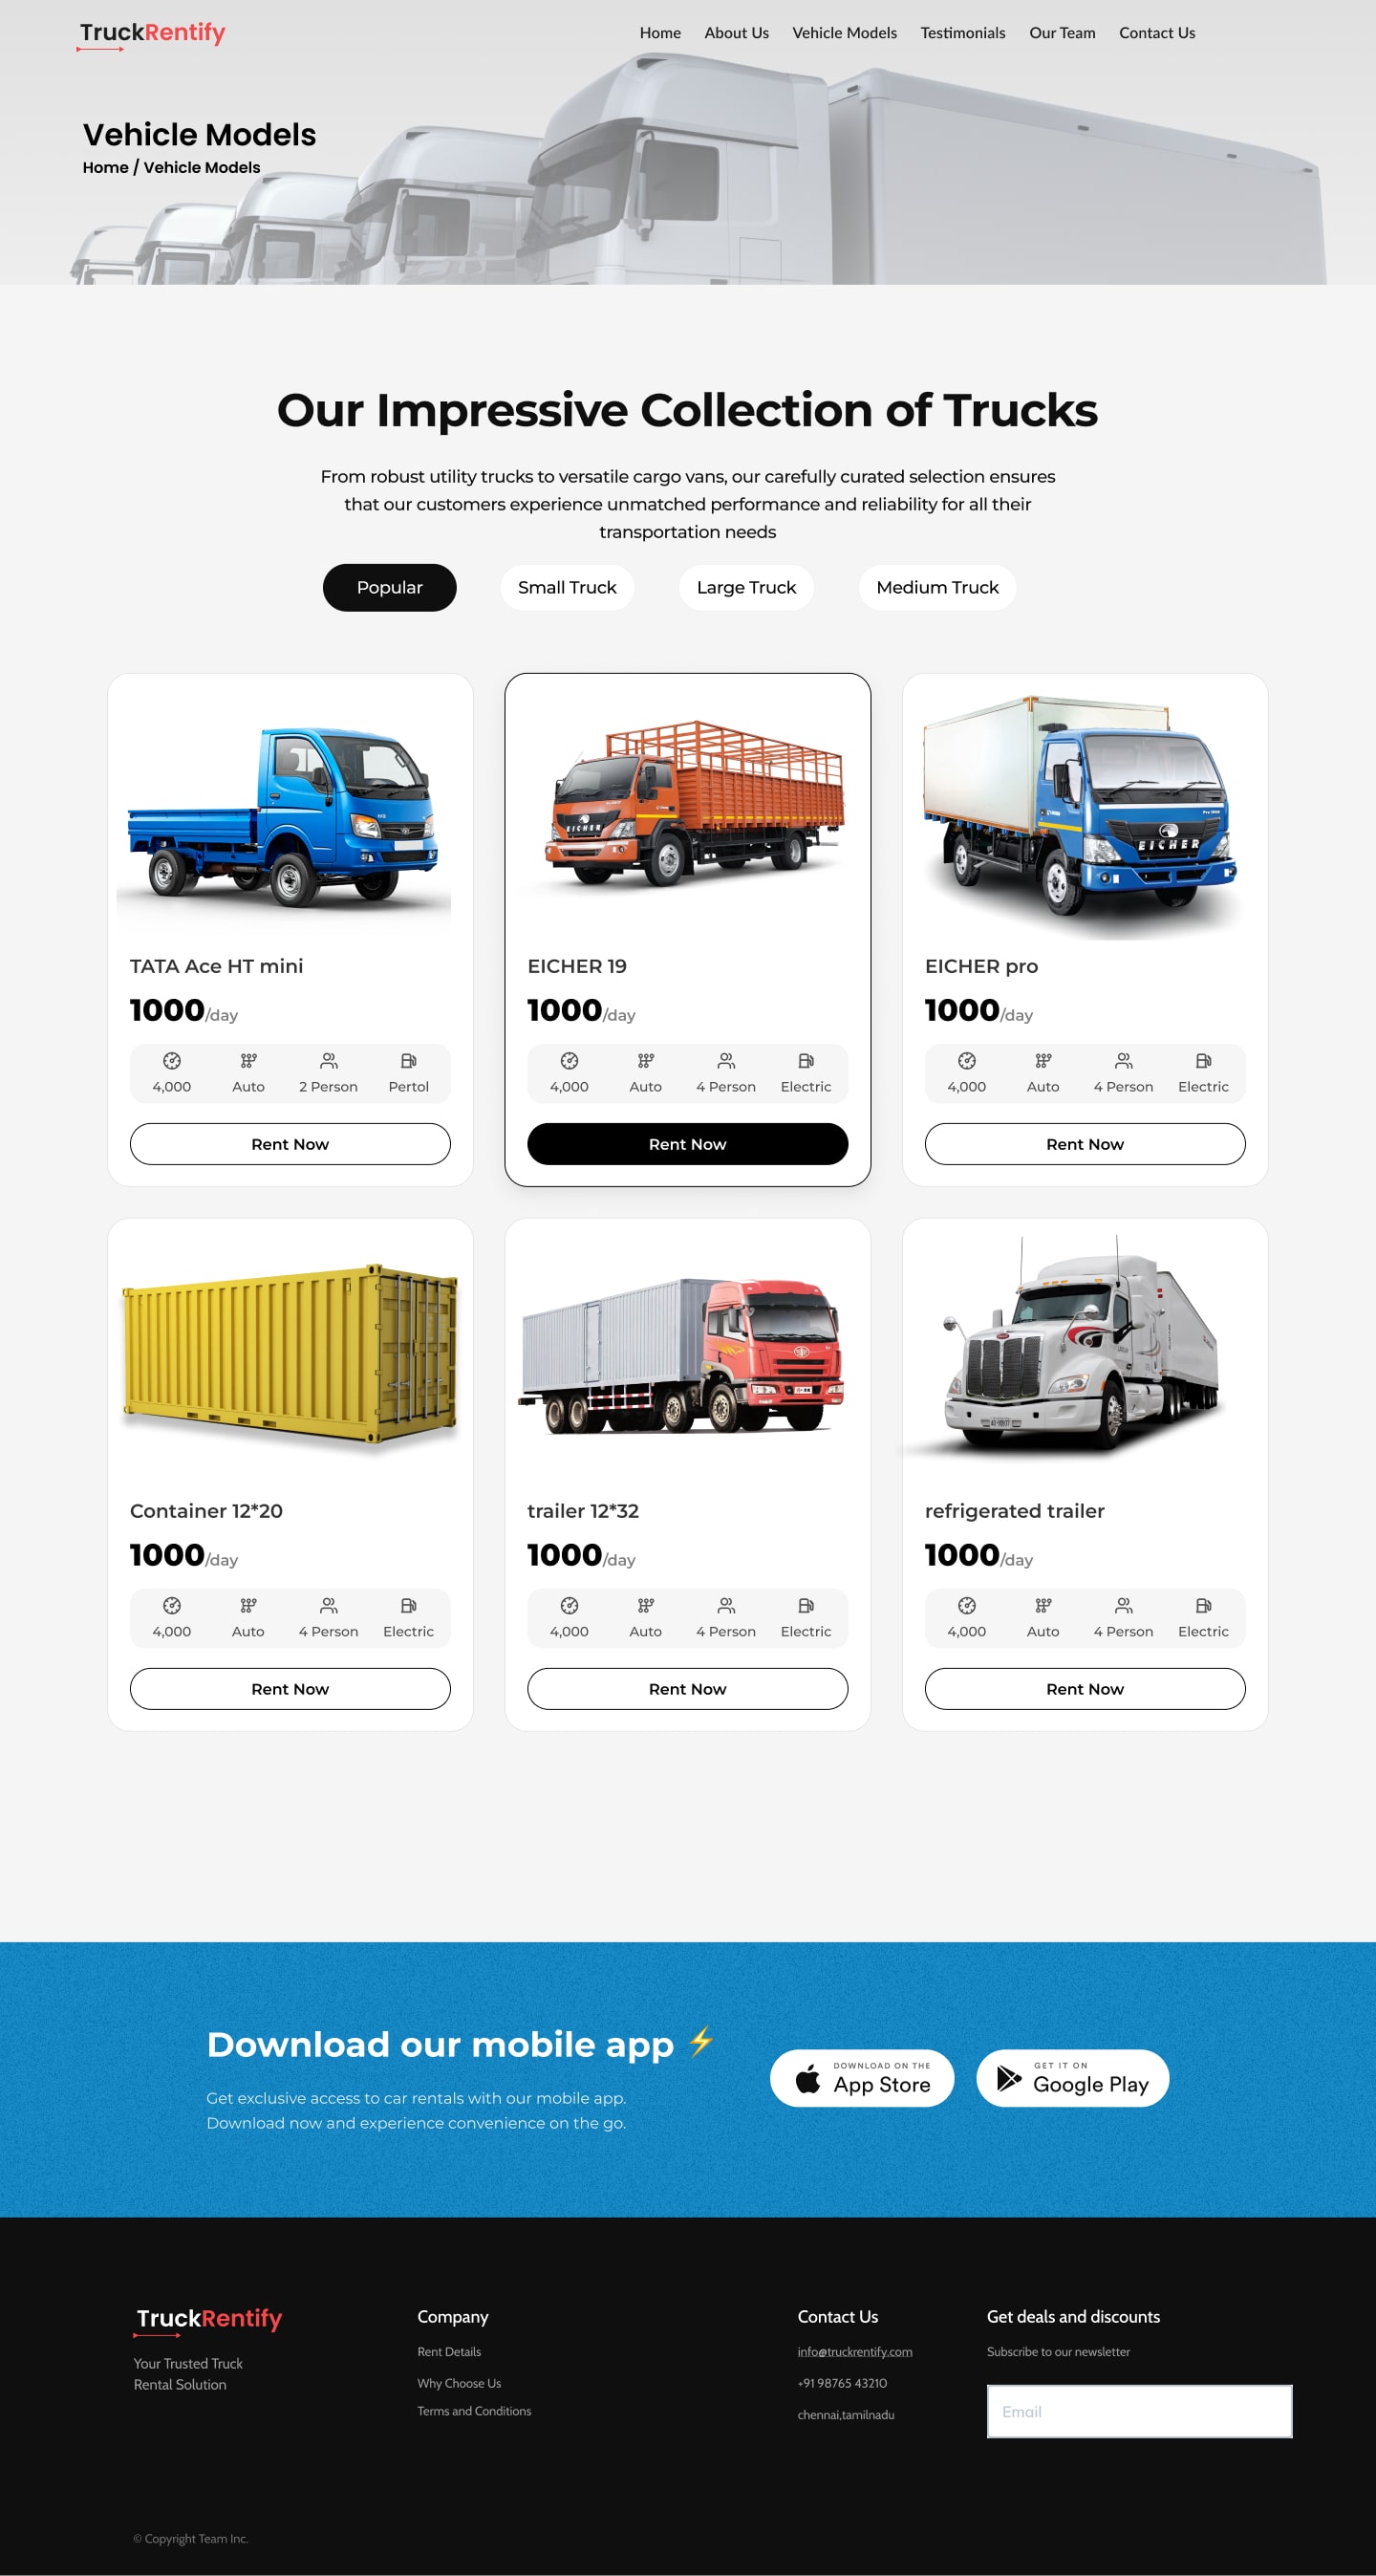 TruckRentify
Home About Us Vehicle Models Testimonials Our Team Contact Us
Vehicle Models
Home / Vehicle Models
Our Impressive Collection of Trucks
From robust utility trucks to versatile cargo vans, our carefully curated selection ensures
that our customers experience unmatched performance and reliability for all their
transportation needs
Popular Small Truck Large Truck Medium Truck
EICHER
EICHER
TATA Ace HT mini
1000/day
4,000 Auto 2 Person Pertol
Rent Now
EICHER 19
1000/day
4,000 Auto 4 Person Electric
Rent Now
EICHER pro
1000/day
4,000 Auto 4 Person Electric
Rent Now
Container 12*20
1000/day
4,000 Auto 4 Person Electric
Rent Now
trailer 12*32
1000/day
4,000 Auto 4 Person Electric
Rent Now
refrigerated trailer
1000/day
4,000 Auto 4 Person Electric
Rent Now
Download our mobile app ⚡
Get exclusive access to car rentals with our mobile app.
Download now and experience convenience on the go.
DOWNLOAD ON THE
App Store
GET IT ON
Google Play
TruckRentify
Your Trusted Truck
Rental Solution
Company
Rent Details
Why Choose Us
Terms and Conditions
Contact Us
info@truckrentify.com
+91 98765 43210
chennai,tamilnadu
Get deals and discounts
Subscribe to our newsletter
Email
© Copyright Team Inc.